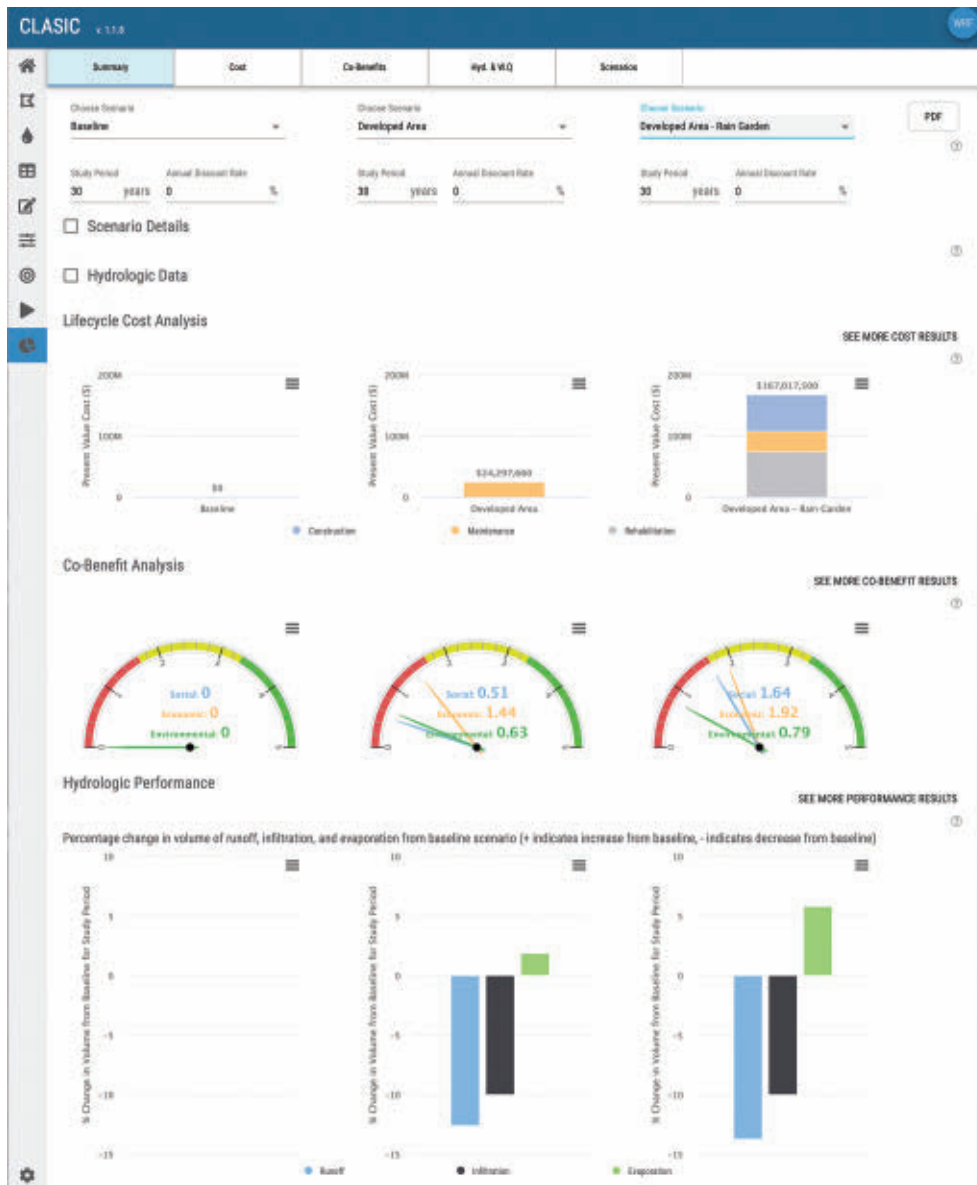 CLASIC v. 1.1.0
WRF
Summary Cost Co-Benefits Hyd. & W.Q Scenarios
Choose Scenario Choose Scenario Choose Scenario
Baseline Developed Area Developed Area - Rain Garden PDF
Study Period Annual Discount Rate Study Period Annual Discount Rate Study Period Annual Discount Rate
30 years 0 % 30 years 0 % 30 years 0 %
Scenario Details
Hydrologic Data
Lifecycle Cost Analysis
SEE MORE COST RESULTS
Present Value Cost ($) 200M 100M 0 $0 Baseline
Present Value Cost ($) 200M 100M 0 $24,297,660 Developed Area
Present Value Cost ($) 200M 100M 0 $167,017,500 Developed Area - Rain Garden
Construction Maintenance Rehabilitation
Co-Benefit Analysis
SEE MORE CO-BENEFIT RESULTS
Social: 0 Social: 0.51 Social: 1.64
Economic: 0 Economic: 1.44 Economic: 1.92
Environmental: 0 Environmental: 0.63 Environmental: 0.79
Hydrologic Performance
SEE MORE PERFORMANCE RESULTS
Percentage change in volume of runoff, infiltration, and evaporation from baseline scenario (+ indicates increase from baseline, - indicates decrease from baseline)
% Change in Volume from Baseline for Study Period 10 5 0 -5 -10 -15
% Change in Volume from Baseline for Study Period 10 5 0 -5 -10 -15
% Change in Volume from Baseline for Study Period 10 5 0 -5 -10 -15
Runoff Infiltration Evaporation